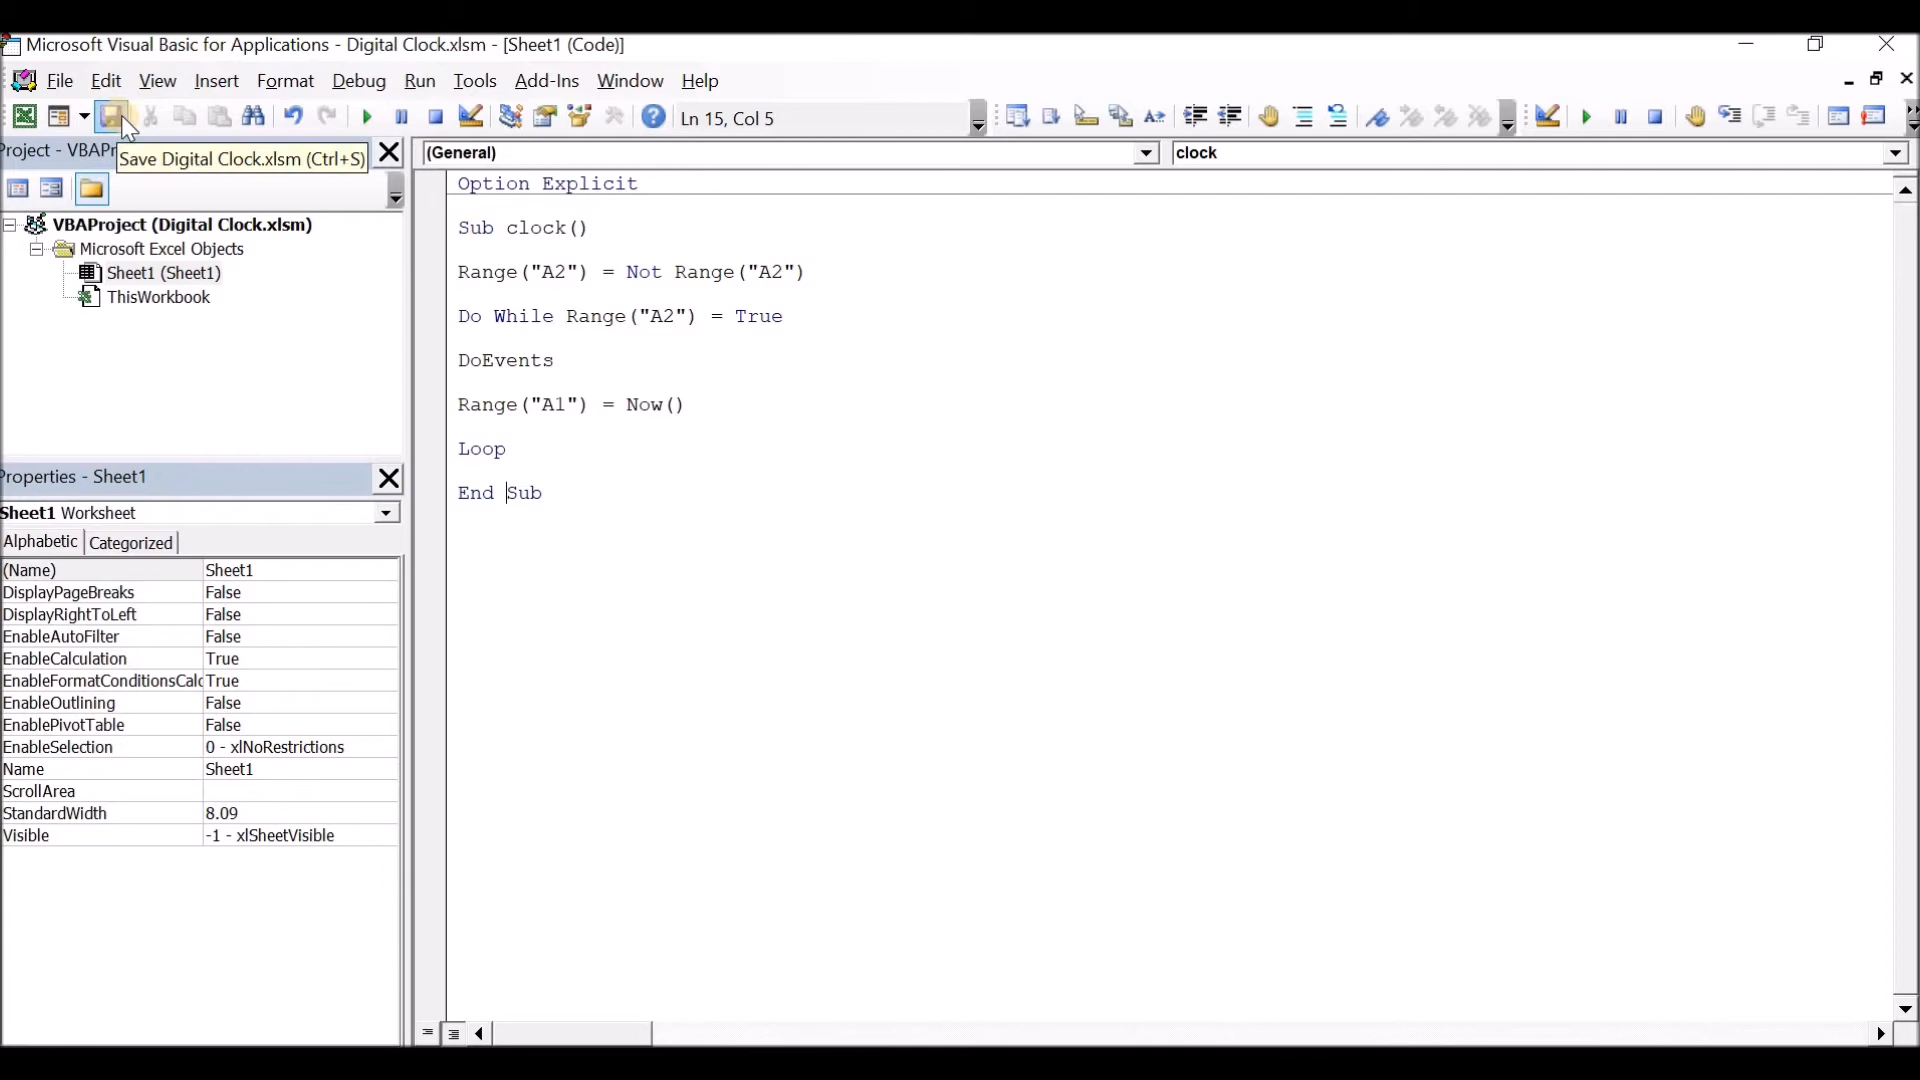 Microsoft Visual Basic for Applications - Digital Clock.xlsm - [Sheet1 (Code)]
File Edit View Insert Format Debug Run Tools Add-Ins Window Help
Ln 15, Col 5
Project - VBAPr
Save Digital Clock.xlsm (Ctrl+S)
(General)
clock
VBAProject (Digital Clock.xlsm)
Microsoft Excel Objects
Sheet1 (Sheet1)
ThisWorkbook
Option Explicit
Sub clock()
Range("A2") = Not Range("A2")
Do While Range("A2") = True
DoEvents
Range("A1") = Now()
Loop
End Sub
Properties - Sheet1
Sheet1 Worksheet
Alphabetic Categorized
(Name) Sheet1
DisplayPageBreaks False
DisplayRightToLeft False
EnableAutoFilter False
EnableCalculation True
EnableFormatConditionsCalc True
EnableOutlining False
EnablePivotTable False
EnableSelection 0 - xlNoRestrictions
Name Sheet1
ScrollArea
StandardWidth 8.09
Visible -1 - xlSheetVisible